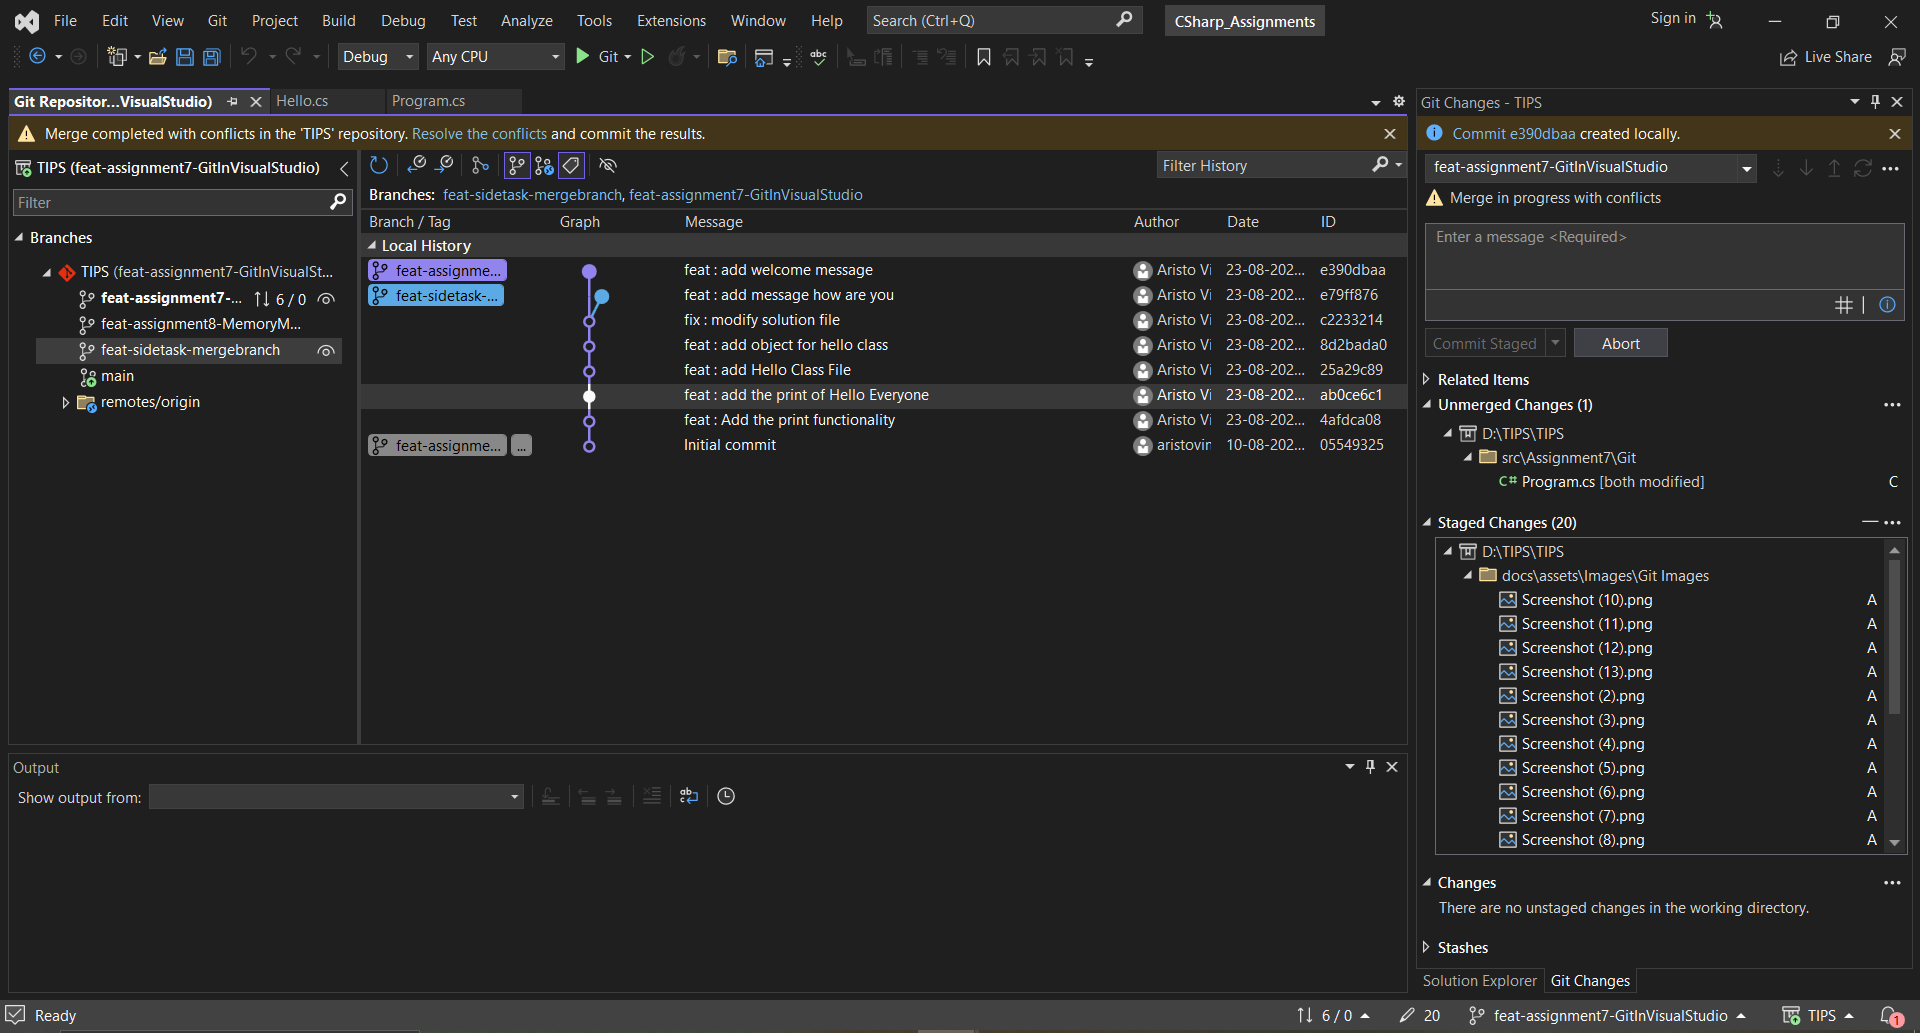 File Edit View Git Project Build Debug Test Analyze Tools Extensions Window Help Search (Ctrl+Q) CSharp_Assignments Sign in
Debug Any CPU Git Live Share
Git Repositor...VisualStudio) Hello.cs Program.cs
Merge completed with conflicts in the 'TIPS' repository. Resolve the conflicts and commit the results.
TIPS (feat-assignment7-GitInVisualStudio)
Filter
Branches
TIPS (feat-assignment7-GitInVisualSt...
feat-assignment7-... 6 / 0
feat-assignment8-MemoryM...
feat-sidetask-mergebranch
main
remotes/origin
Filter History
Branches: feat-sidetask-mergebranch, feat-assignment7-GitInVisualStudio
Branch / Tag Graph Message Author Date ID
Local History
feat-assignme... feat : add welcome message Aristo Vi 23-08-202... e390dbaa
feat-sidetask-... feat : add message how are you Aristo Vi 23-08-202... e79ff876
fix : modify solution file Aristo Vi 23-08-202... c2233214
feat : add object for hello class Aristo Vi 23-08-202... 8d2bada0
feat : add Hello Class File Aristo Vi 23-08-202... 25a29c89
feat : add the print of Hello Everyone Aristo Vi 23-08-202... ab0ce6c1
feat : Add the print functionality Aristo Vi 23-08-202... 4afdca08
feat-assignme... ... Initial commit aristovin 10-08-202... 05549325
Output
Show output from:
Git Changes - TIPS
Commit e390dbaa created locally.
feat-assignment7-GitInVisualStudio
Merge in progress with conflicts
Enter a message <Required>
Commit Staged Abort
Related Items
Unmerged Changes (1)
D:\TIPS\TIPS
src\Assignment7\Git
C# Program.cs [both modified] C
Staged Changes (20)
D:\TIPS\TIPS
docs\assets\Images\Git Images
Screenshot (10).png A
Screenshot (11).png A
Screenshot (12).png A
Screenshot (13).png A
Screenshot (2).png A
Screenshot (3).png A
Screenshot (4).png A
Screenshot (5).png A
Screenshot (6).png A
Screenshot (7).png A
Screenshot (8).png A
Changes
There are no unstaged changes in the working directory.
Stashes
Solution Explorer Git Changes
Ready 6 / 0 20 feat-assignment7-GitInVisualStudio TIPS 1